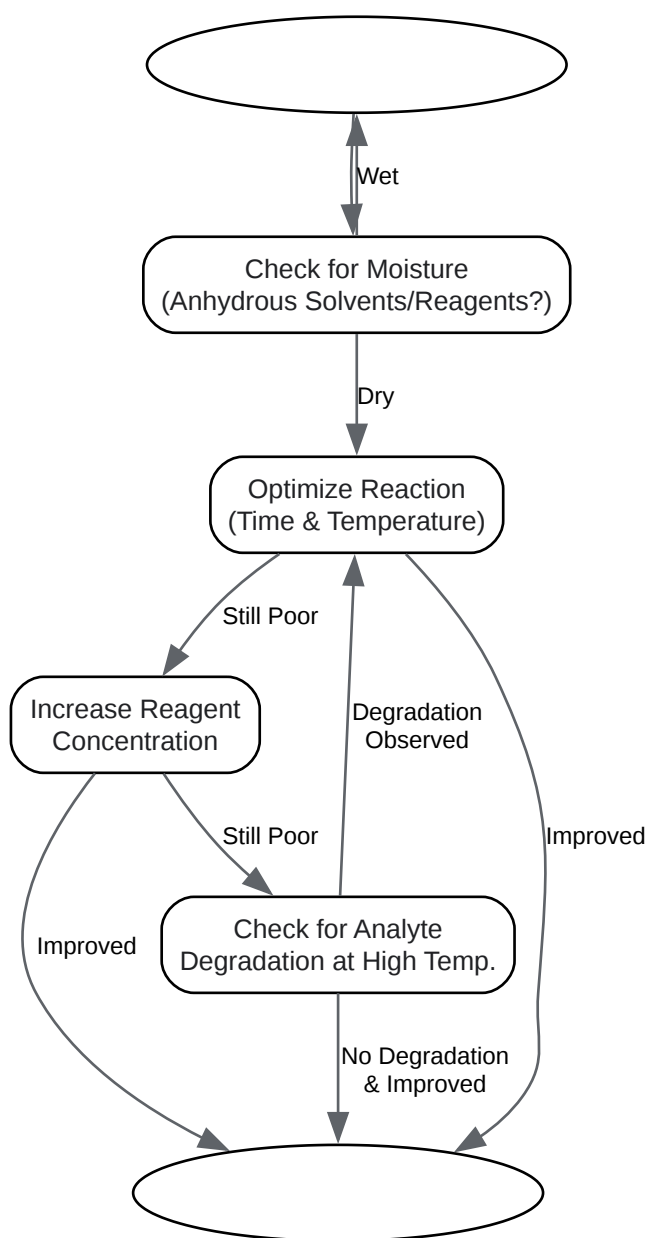 Wet
Check for Moisture
(Anhydrous Solvents/Reagents?)
Dry
Optimize Reaction
(Time & Temperature)
Still Poor
Increase Reagent
Concentration
Degradation
Observed
Still Poor
Improved
Check for Analyte
Degradation at High Temp.
Improved
No Degradation
& Improved